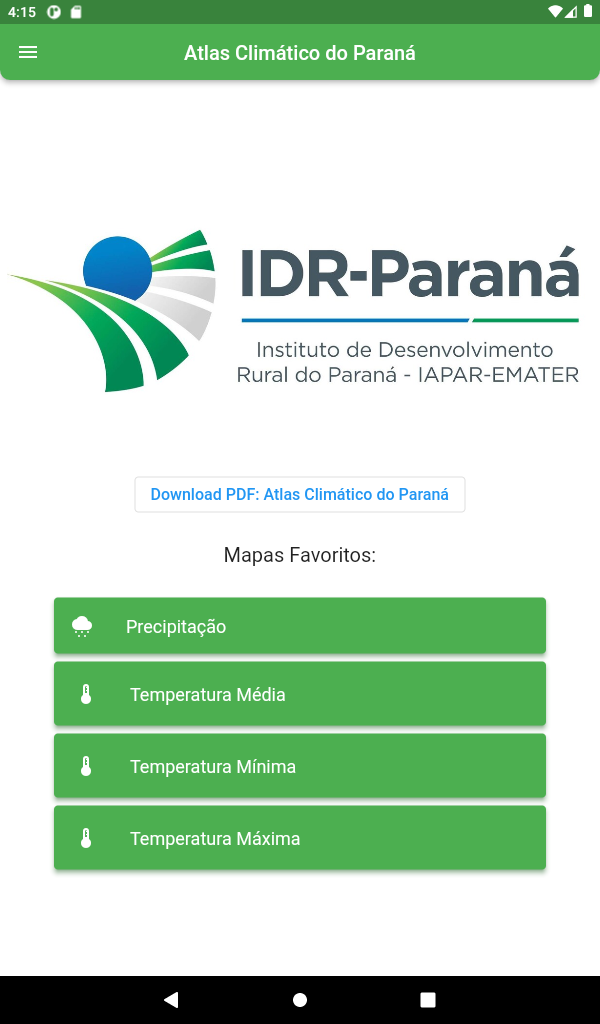 4:15
Atlas Climático do Paraná
IDR-Paraná
Instituto de Desenvolvimento
Rural do Paraná - IAPAR-EMATER
Download PDF: Atlas Climático do Paraná
Mapas Favoritos:
Precipitação
Temperatura Média
Temperatura Mínima
Temperatura Máxima